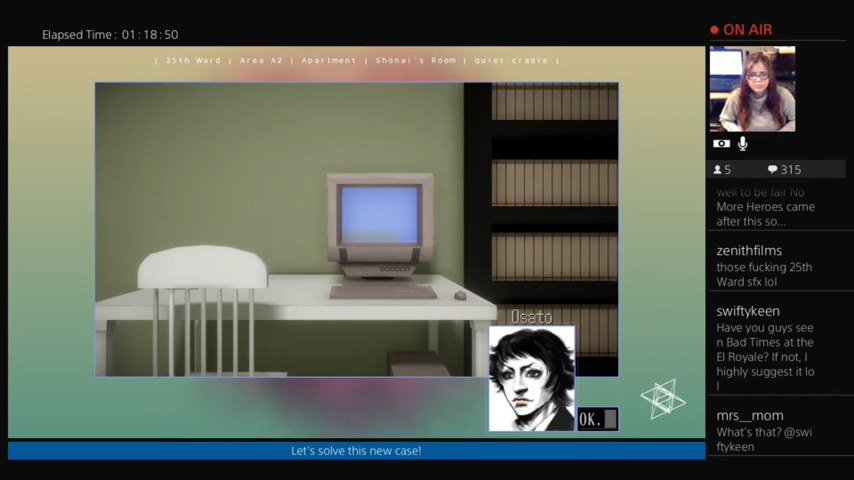 Elapsed Time: 01:18:50
ON AIR
| 25th Ward | Area A2 | Apartment | Shonai's Room | quiet cradle |
5
315
well to be fair No
More Heroes came
after this so...
zenithfilms
those fucking 25th
Ward sfx lol
swiftykeen
Have you guys see
n Bad Times at the
El Royale? If not, I
highly suggest it lo
l
mrs__mom
What's that? @swi
ftykeen
Osato
OK.
Let's solve this new case!